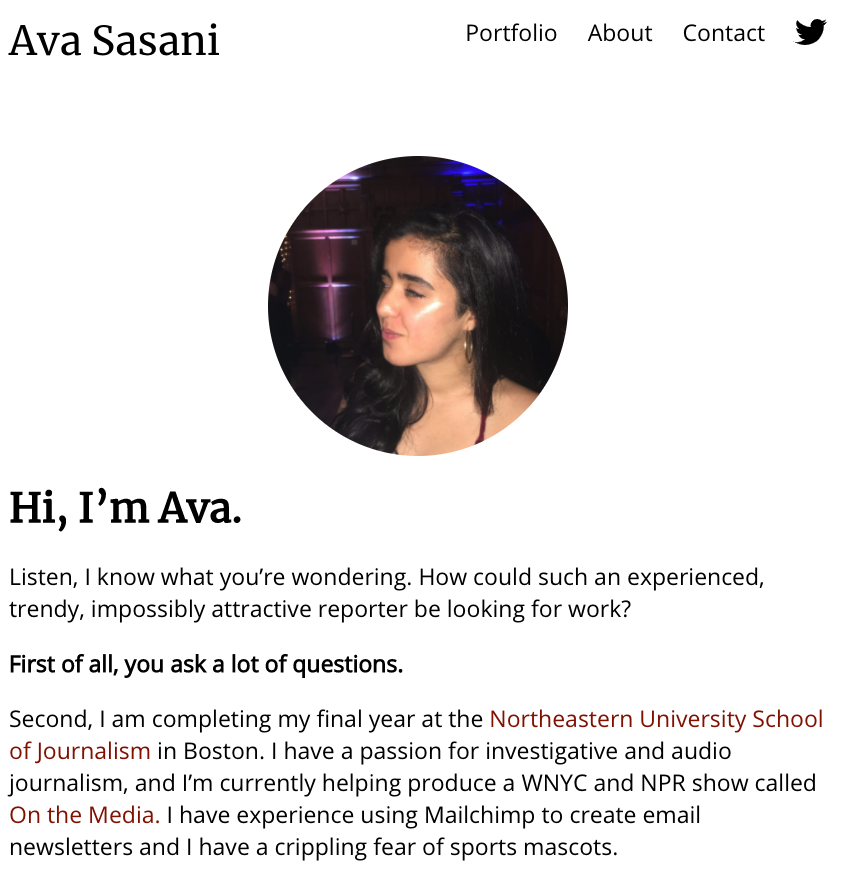 Ava Sasani
Portfolio About Contact
Hi, I’m Ava.
Listen, I know what you’re wondering. How could such an experienced,
trendy, impossibly attractive reporter be looking for work?
First of all, you ask a lot of questions.
Second, I am completing my final year at the Northeastern University School
of Journalism in Boston. I have a passion for investigative and audio
journalism, and I’m currently helping produce a WNYC and NPR show called
On the Media. I have experience using Mailchimp to create email
newsletters and I have a crippling fear of sports mascots.